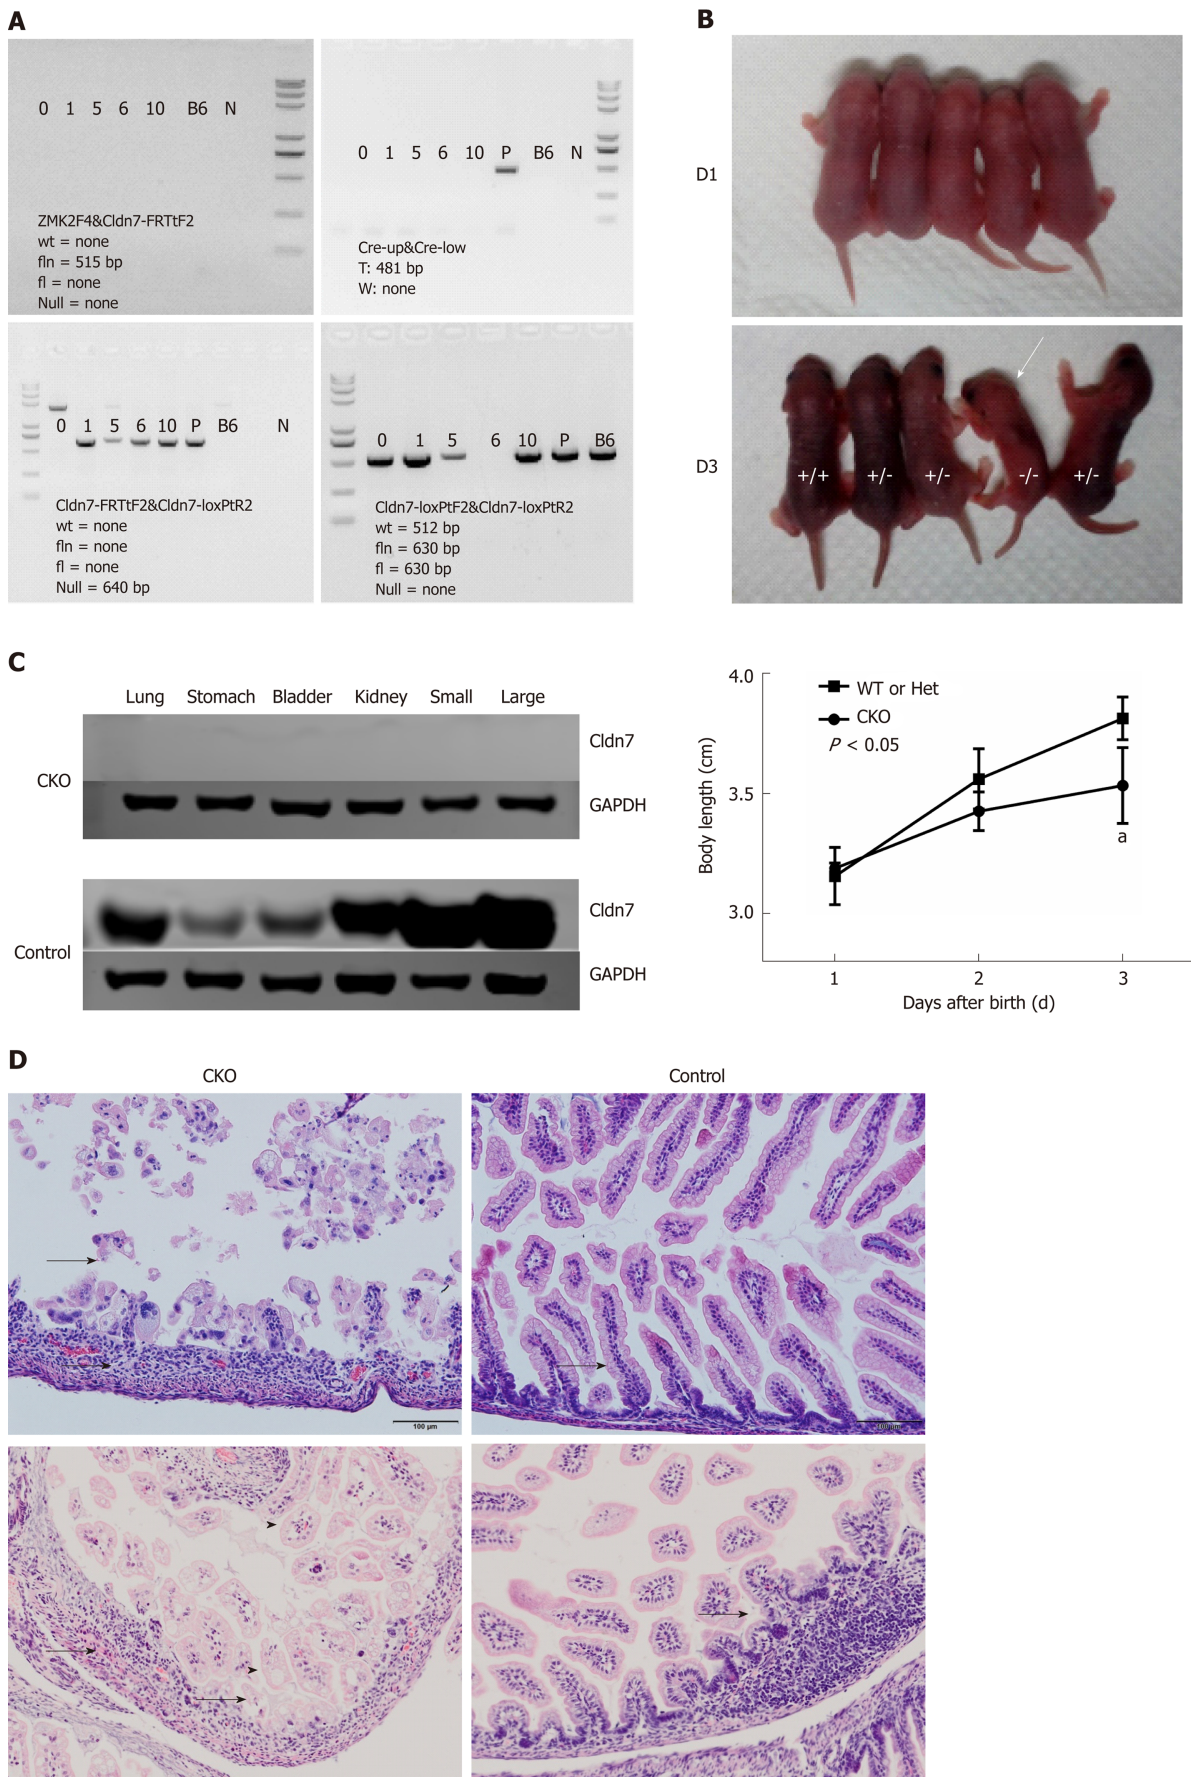 A
0 1 5 6 10 B6 N
ZMK2F4&Cldn7-FRTtF2
wt = none
fln = 515 bp
fl = none
Null = none
0 1 5 6 10 P B6 N
Cre-up&Cre-low
T: 481 bp
W: none
0 1 5 6 10 P B6 N
Cldn7-FRTtF2&Cldn7-loxPtR2
wt = none
fln = none
fl = none
Null = 640 bp
0 1 5 6 10 P B6
Cldn7-loxPtF2&Cldn7-loxPtR2
wt = 512 bp
fln = 630 bp
fl = 630 bp
Null = none
B
D1
D3
+/+ +/- +/- -/- +/-
C
Lung Stomach Bladder Kidney Small Large
CKO
Cldn7
GAPDH
Control
Cldn7
GAPDH
4.0
3.5
3.0
Body length (cm)
WT or Het
CKO
P < 0.05
a
1 2 3
Days after birth (d)
D
CKO Control
100 µm
100 µm